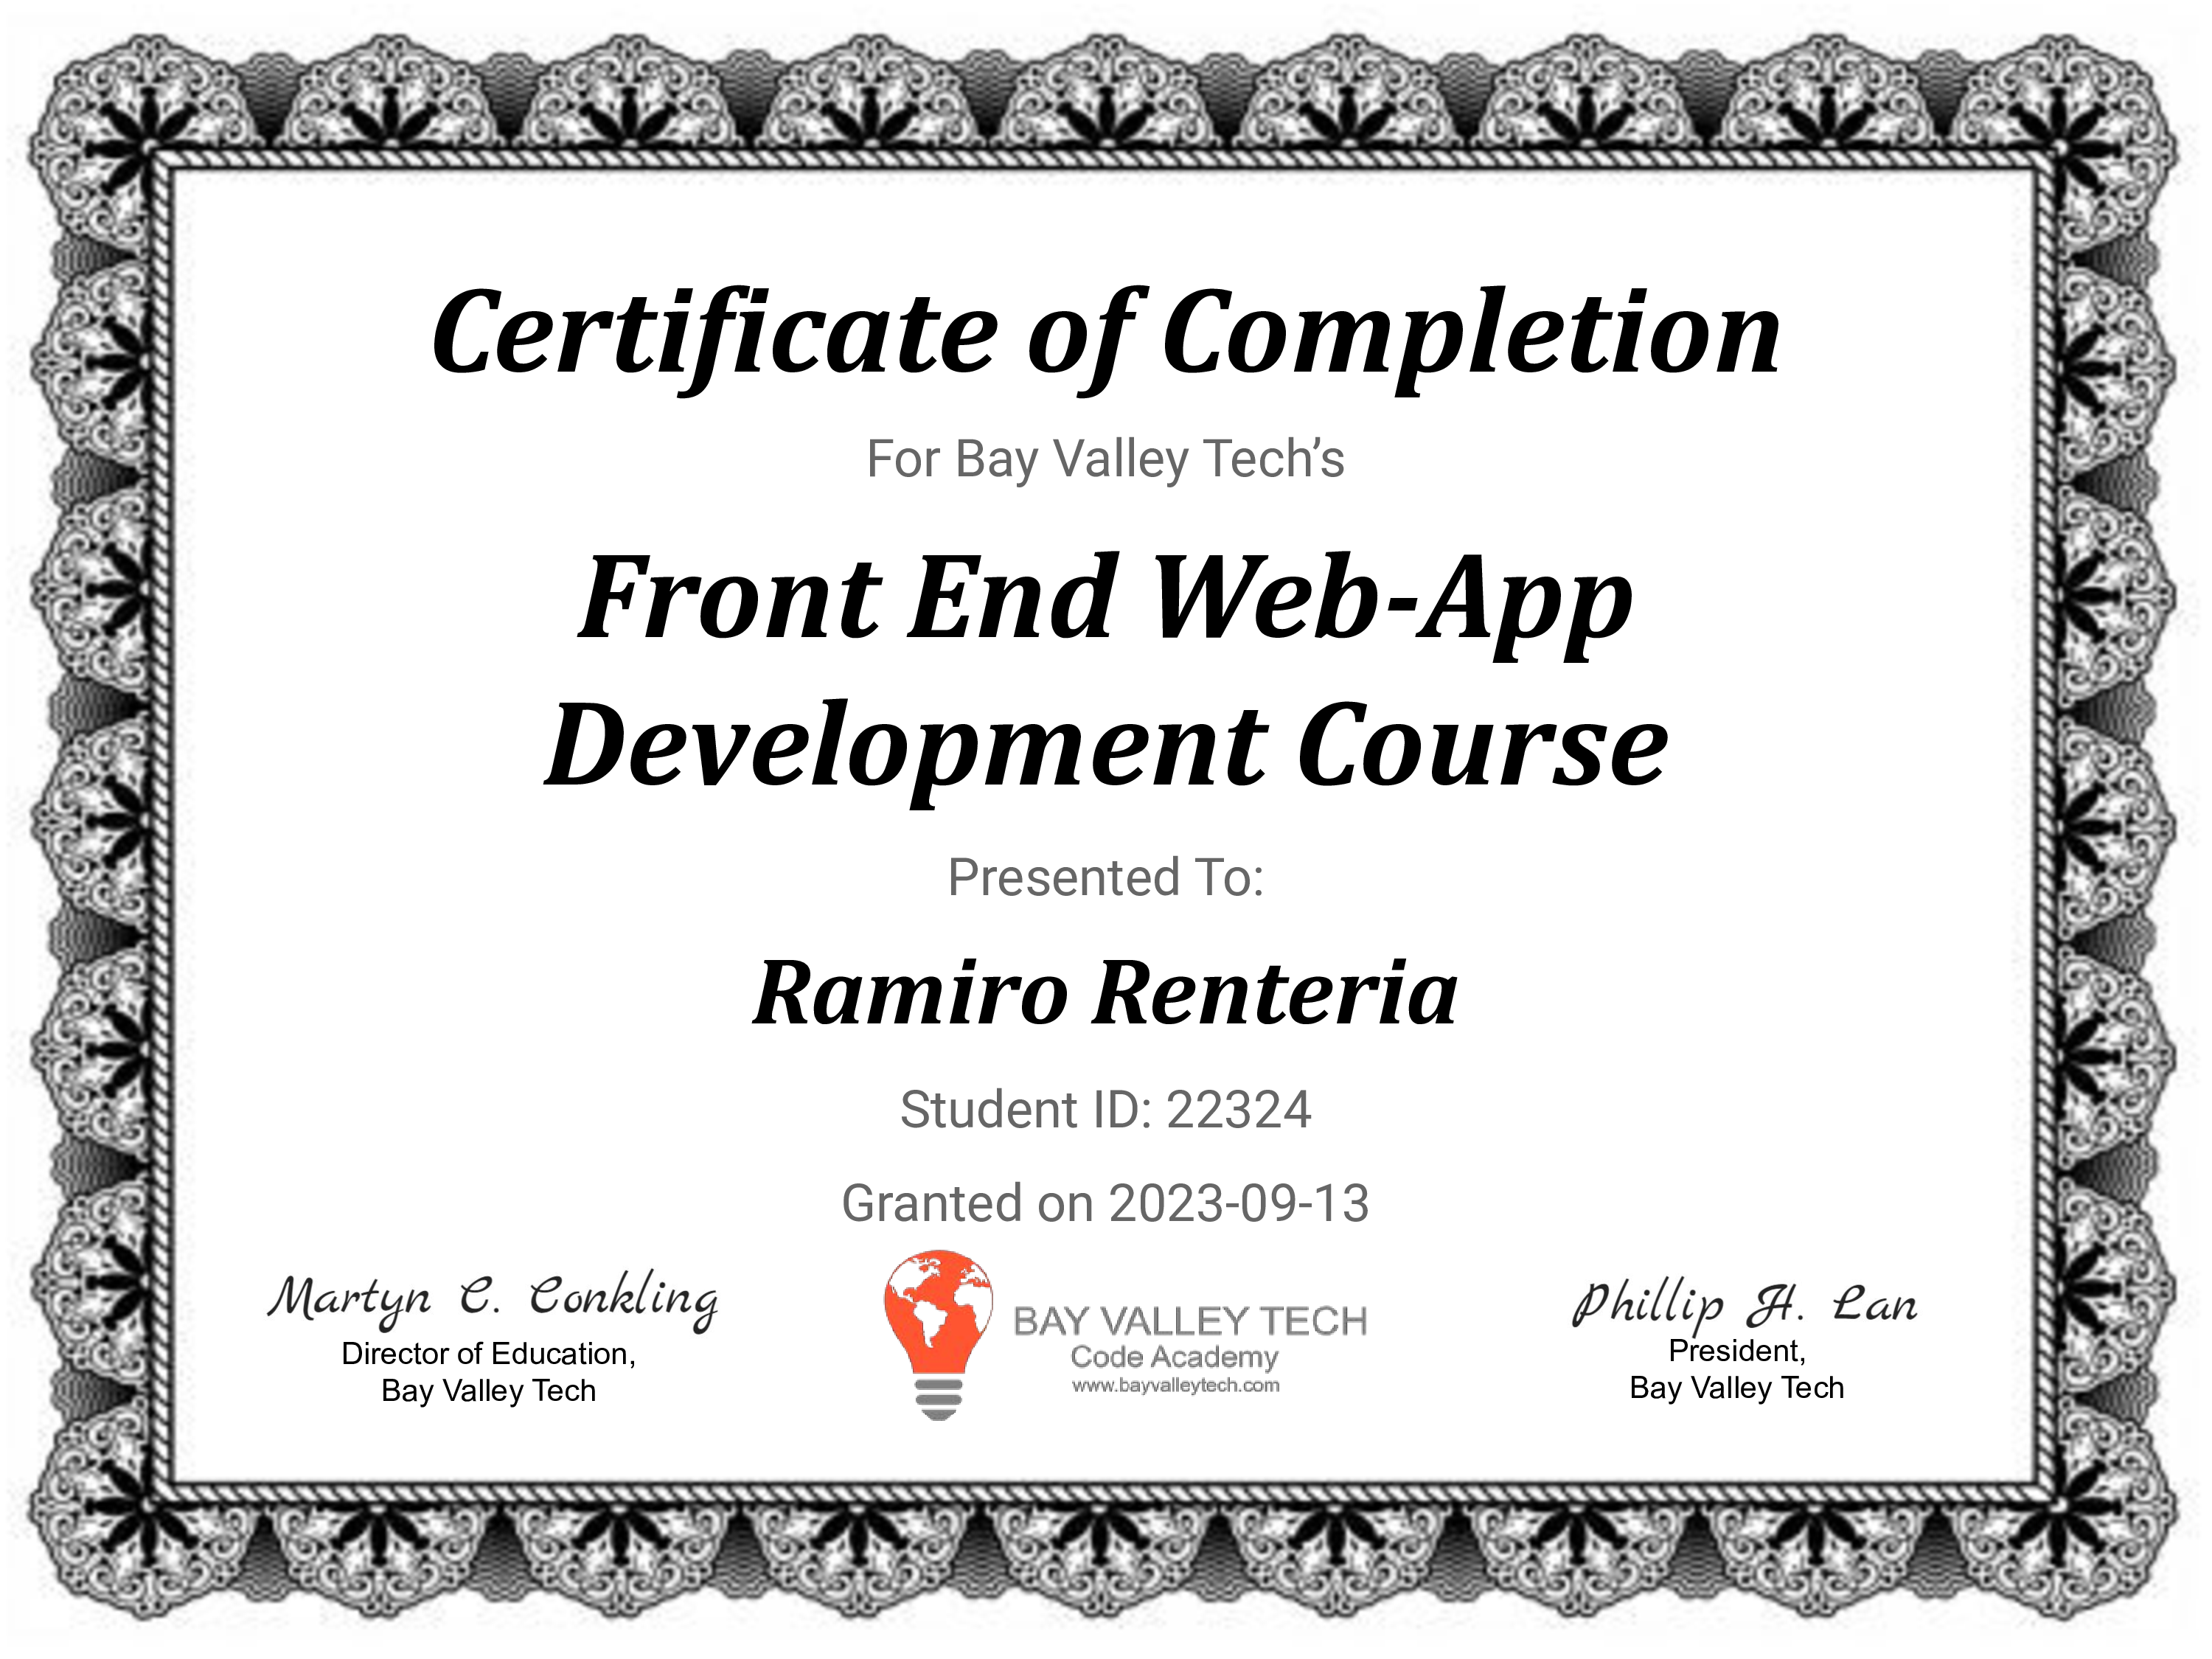 Certificate of Completion
For Bay Valley Tech’s
Front End Web-App
Development Course
Presented To:
Ramiro Renteria
Student ID: 22324
Granted on 2023-09-13
Martyn C. Conkling
Director of Education,
Bay Valley Tech
BAY VALLEY TECH
Code Academy
www.bayvalleytech.com
Phillip H. Lan
President,
Bay Valley Tech